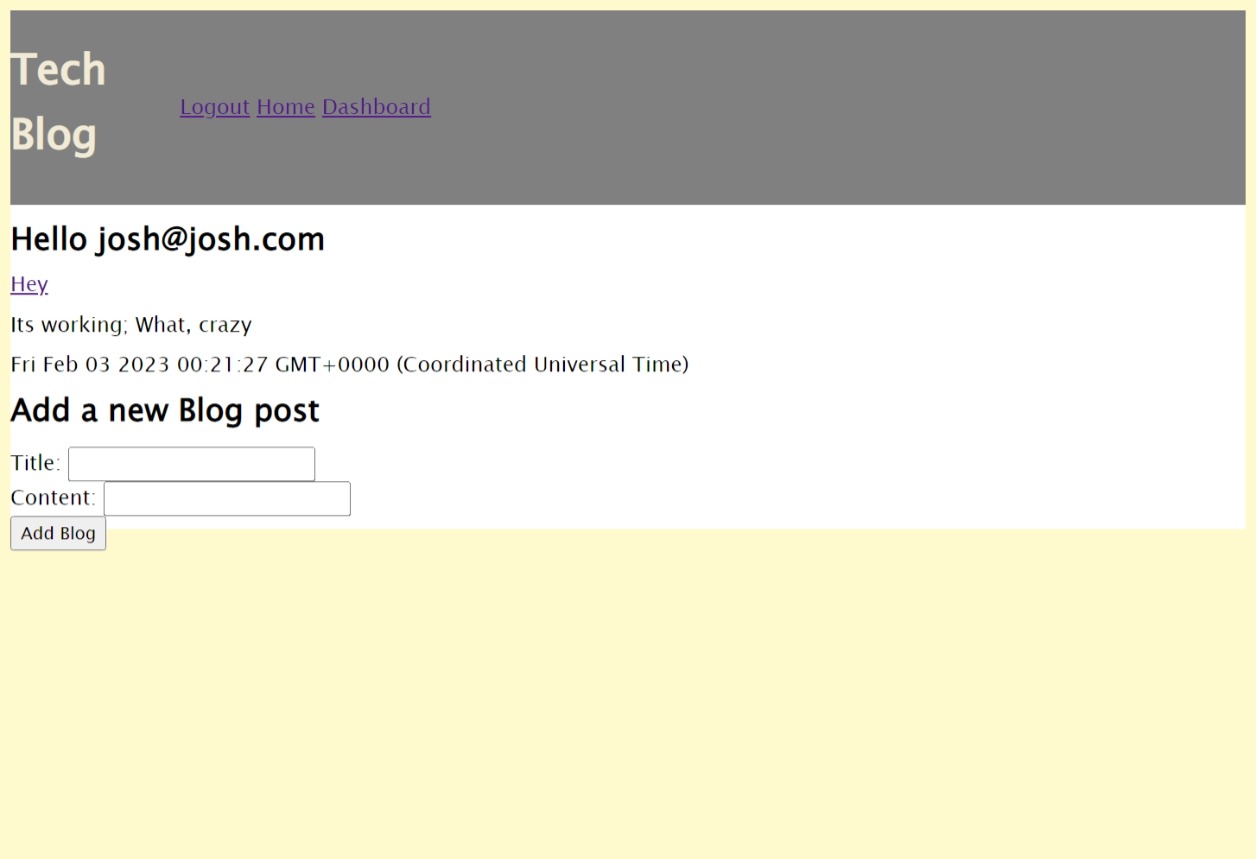 Tech
Blog
Logout Home Dashboard
Hello josh@josh.com
Hey
Its working; What, crazy
Fri Feb 03 2023 00:21:27 GMT+0000 (Coordinated Universal Time)
Add a new Blog post
Title:
Content:
Add Blog